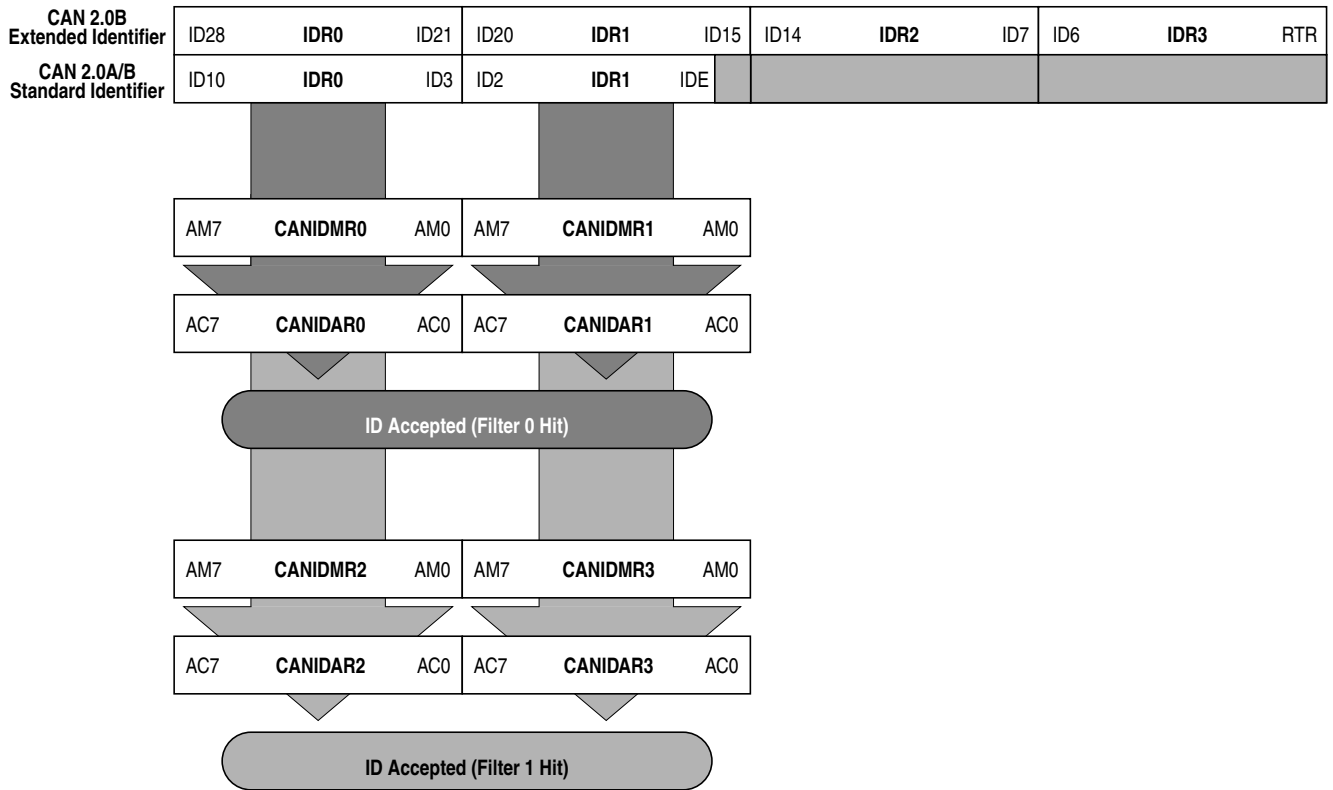 CAN 2.0B
Extended Identifier
ID28 IDR0 ID21 ID20 IDR1 ID15 ID14 IDR2 ID7 ID6 IDR3 RTR
CAN 2.0A/B
Standard Identifier
ID10 IDR0 ID3 ID2 IDR1 IDE
AM7 CANIDMR0 AM0 AM7 CANIDMR1 AM0
AC7 CANIDAR0 AC0 AC7 CANIDAR1 AC0
ID Accepted (Filter 0 Hit)
AM7 CANIDMR2 AM0 AM7 CANIDMR3 AM0
AC7 CANIDAR2 AC0 AC7 CANIDAR3 AC0
ID Accepted (Filter 1 Hit)